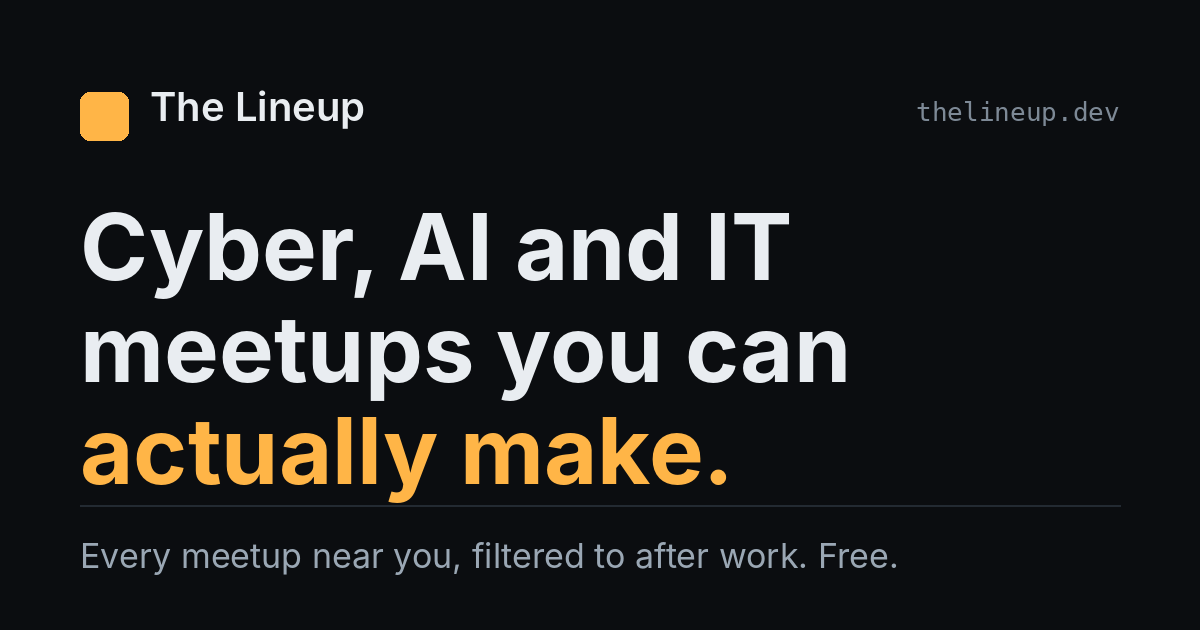 The Lineup
thelineup.dev
Cyber, AI and IT
meetups you can
actually make.
Every meetup near you, filtered to after work. Free.